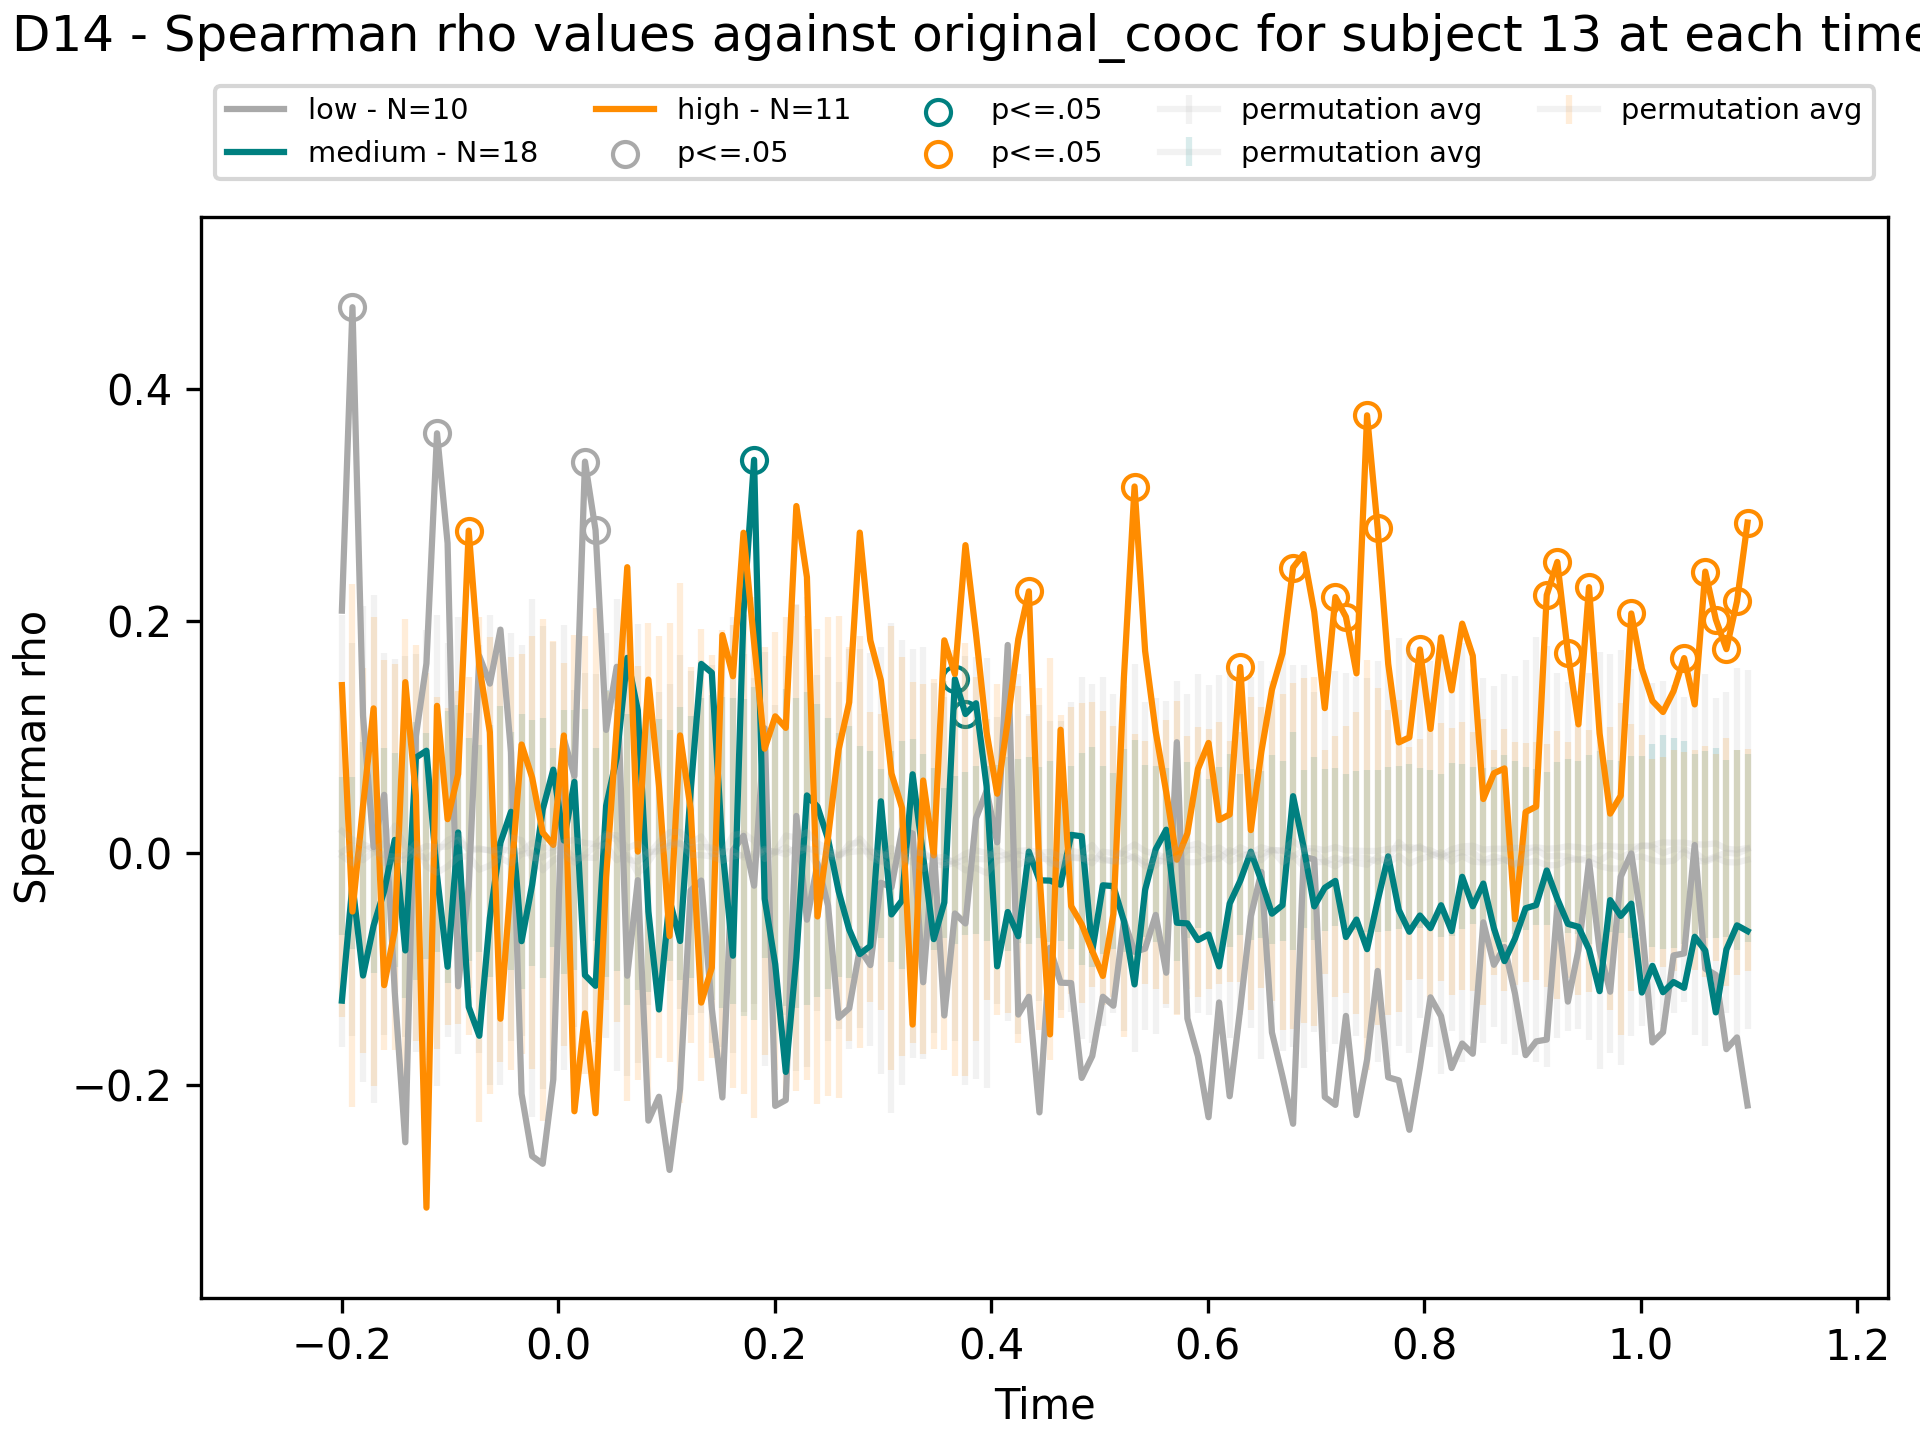 D14 - Spearman rho values against original_cooc for subject 13 at each time
low - N=10
medium - N=18
high - N=11
p<=.05
p<=.05
p<=.05
permutation avg
permutation avg
permutation avg
Spearman rho
0.4
0.2
0.0
−0.2
−0.2 0.0 0.2 0.4 0.6 0.8 1.0 1.2
Time